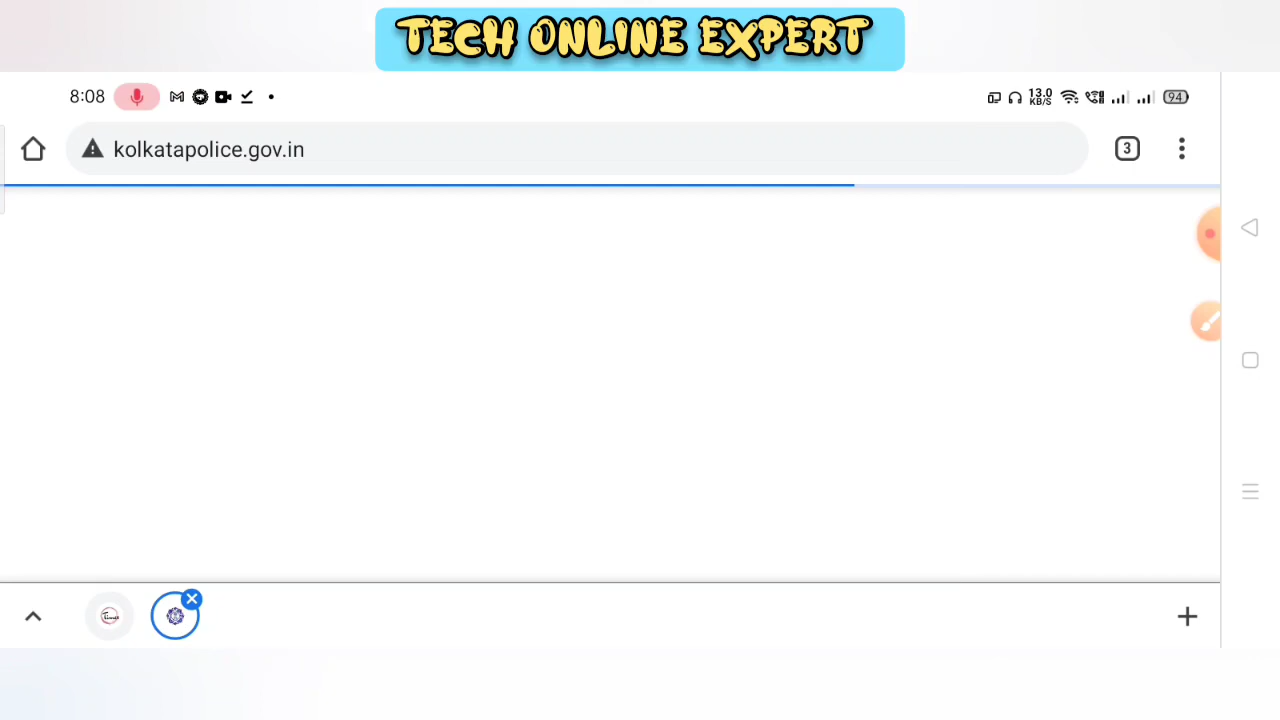 TECH ONLINE EXPERT
8:08
13.0
KB/S
94
kolkatapolice.gov.in
3